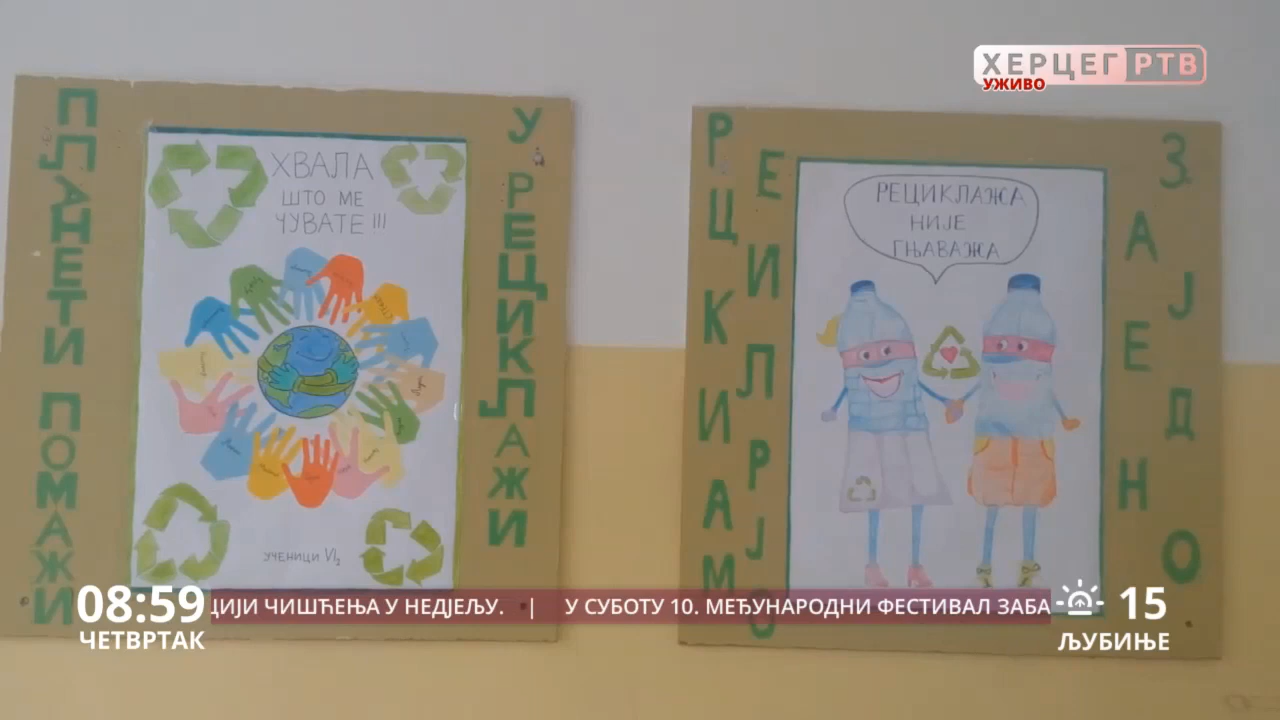 ХЕРЦЕГ РТВ
УЖИВО
ПЛАНЕТИ ПОМАЖИ
ХВАЛА
ШТО МЕ
ЧУВАТЕ !!!
УЧЕНИЦИ VI₂
У РЕЦИКЛАЖИ
РЕЦИКЛИРАЈМО
РЕЦИКЛАЖА
НИЈЕ
ГЊАВАЖА
ЗАЈЕДНО
08:59
ЧЕТВРТАК
ЦИЈИ ЧИШЋЕЊА У НЕДЈЕЉУ. | У СУБОТУ 10. МЕЂУНАРОДНИ ФЕСТИВАЛ ЗАБА
15
ЉУБИЊЕ